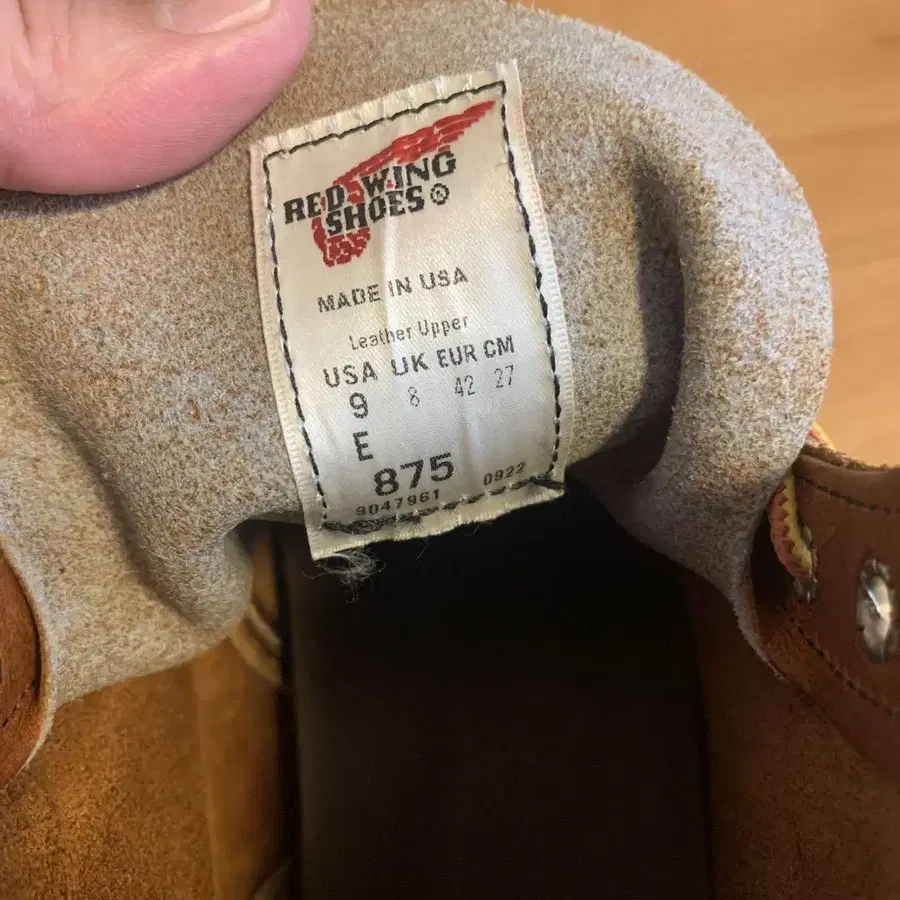 RED WING
SHOES®
MADE IN USA
Leather Upper
USA UK EUR CM
9 8 42 27
E
875
9047961 0922